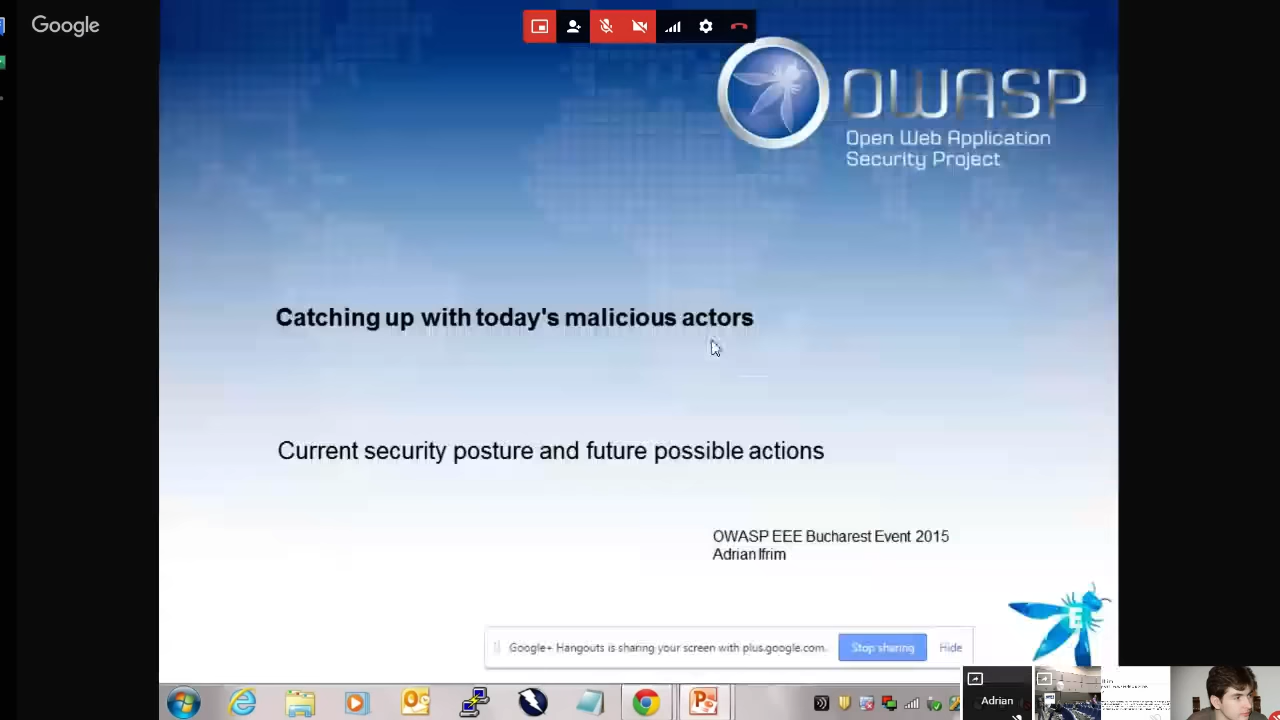 Google
OWASP
Open Web Application
Security Project
Catching up with today's malicious actors
Current security posture and future possible actions
OWASP EEE Bucharest Event 2015
Adrian Ifrim
E
Google+ Hangouts is sharing your screen with plus.google.com.
Stop sharing
Hide
Adrian